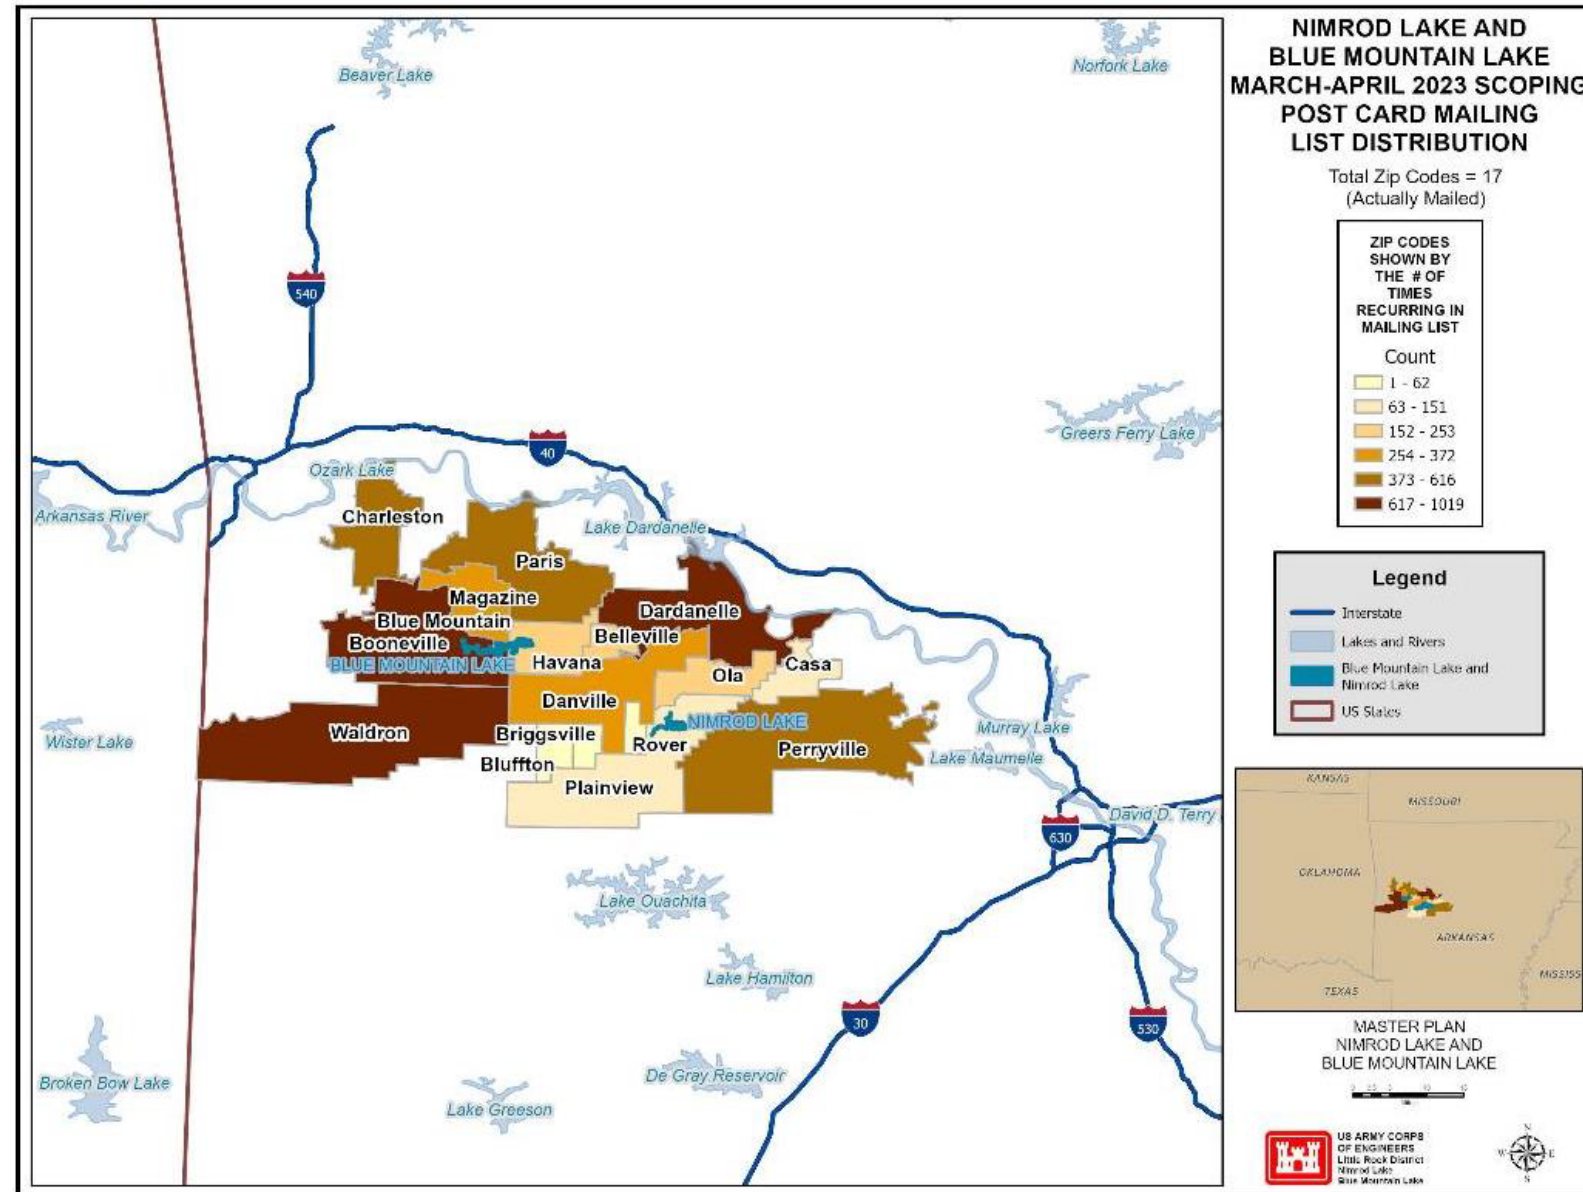 NIMROD LAKE AND
BLUE MOUNTAIN LAKE
MARCH-APRIL 2023 SCOPING
POST CARD MAILING
LIST DISTRIBUTION
Total Zip Codes = 17
(Actually Mailed)
ZIP CODES
SHOWN BY
THE # OF
TIMES
RECURRING IN
MAILING LIST
Count
1 - 62
63 - 151
152 - 253
254 - 372
373 - 616
617 - 1019
Legend
Interstate
Lakes and Rivers
Blue Mountain Lake and
Nimrod Lake
US States
KANSAS
MISSOURI
OKLAHOMA
ARKANSAS
MISSISS
TEXAS
MASTER PLAN
NIMROD LAKE AND
BLUE MOUNTAIN LAKE
US ARMY CORPS
OF ENGINEERS
Little Rock District
Nimrod Lake
Blue Mountain Lake
N
W
E
S
Beaver Lake
Norfork Lake
540
Greers Ferry Lake
40
Ozark Lake
Arkansas River
Charleston
Lake Dardanelle
Paris
Magazine
Blue Mountain
Dardanelle
Booneville
Belleville
BLUE MOUNTAIN LAKE
Havana
Casa
Ola
Danville
NIMROD LAKE
Waldron
Briggsville
Rover
Perryville
Murray Lake
Wister Lake
Bluffton
Lake Maumelle
Plainview
David D. Terry
630
Lake Ouachita
Lake Hamilton
30
530
De Gray Reservoir
Broken Bow Lake
Lake Greeson